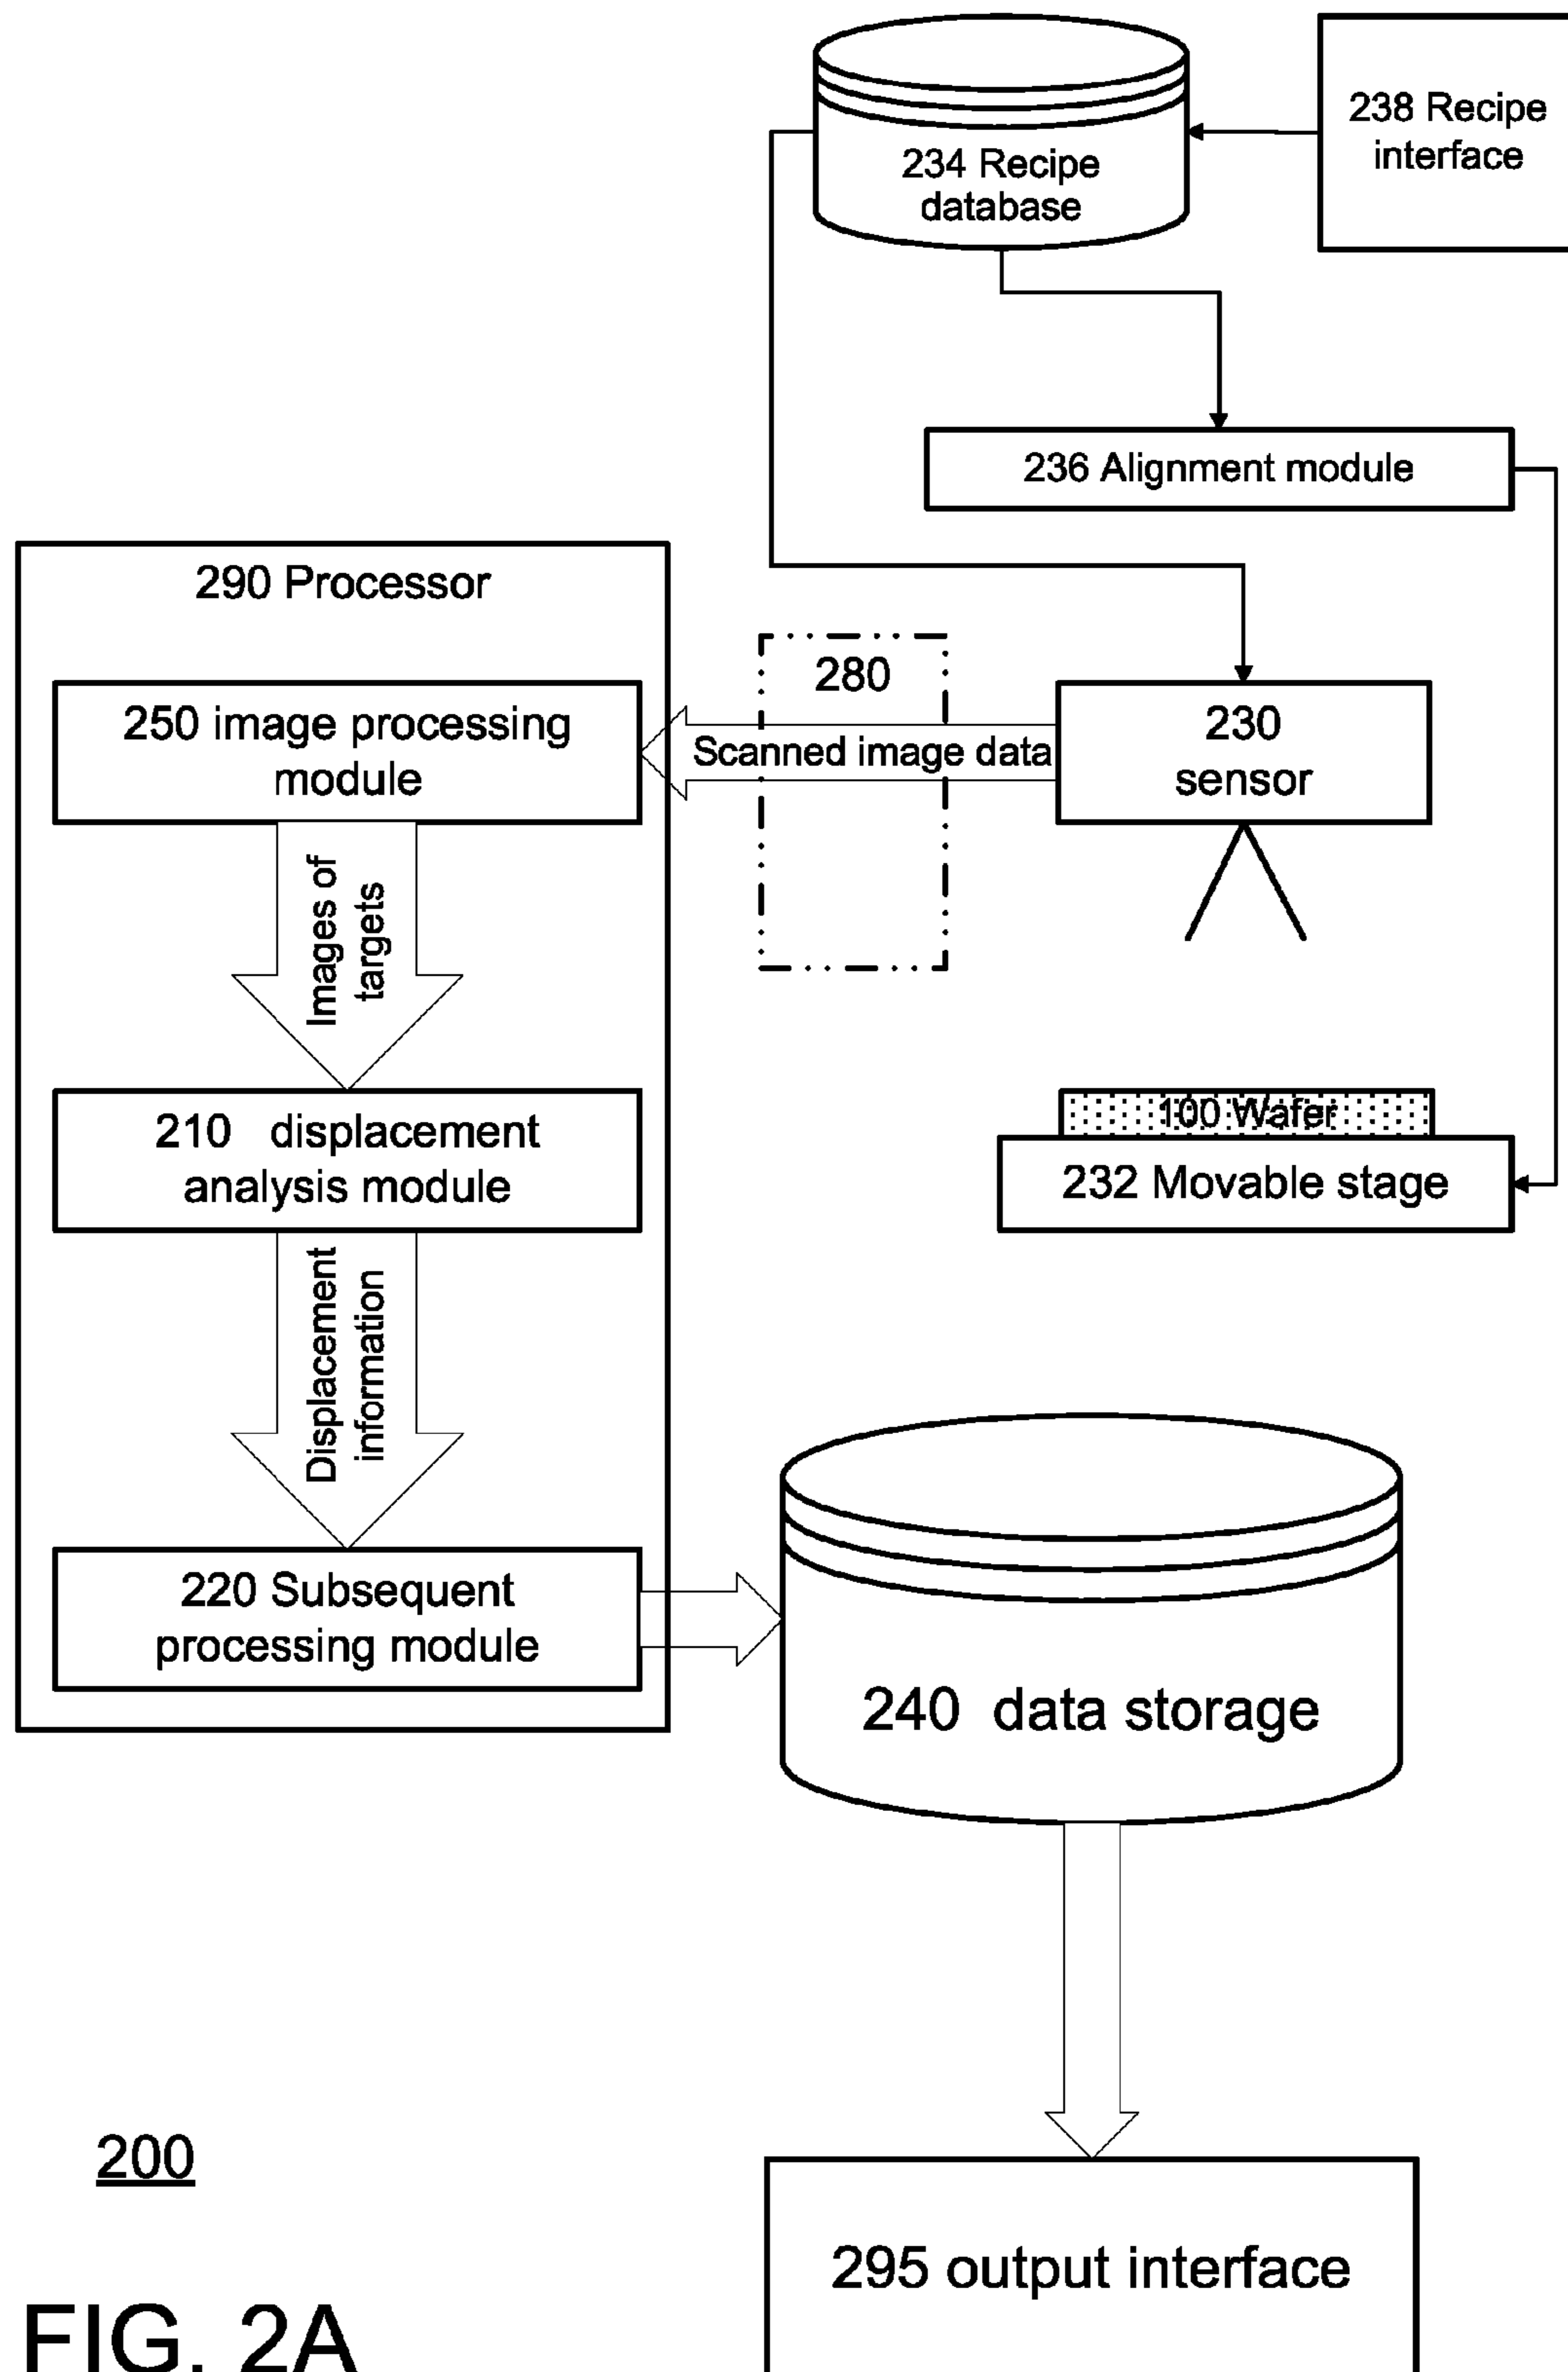 234 Recipe
database
238 Recipe
interface
236 Alignment module
290 Processor
250 image processing
module
280
Scanned image data
230
sensor
Images of
targets
210 displacement
analysis module
100 Wafer
232 Movable stage
Displacement
information
220 Subsequent
processing module
240 data storage
200
295 output interface
FIG. 2A